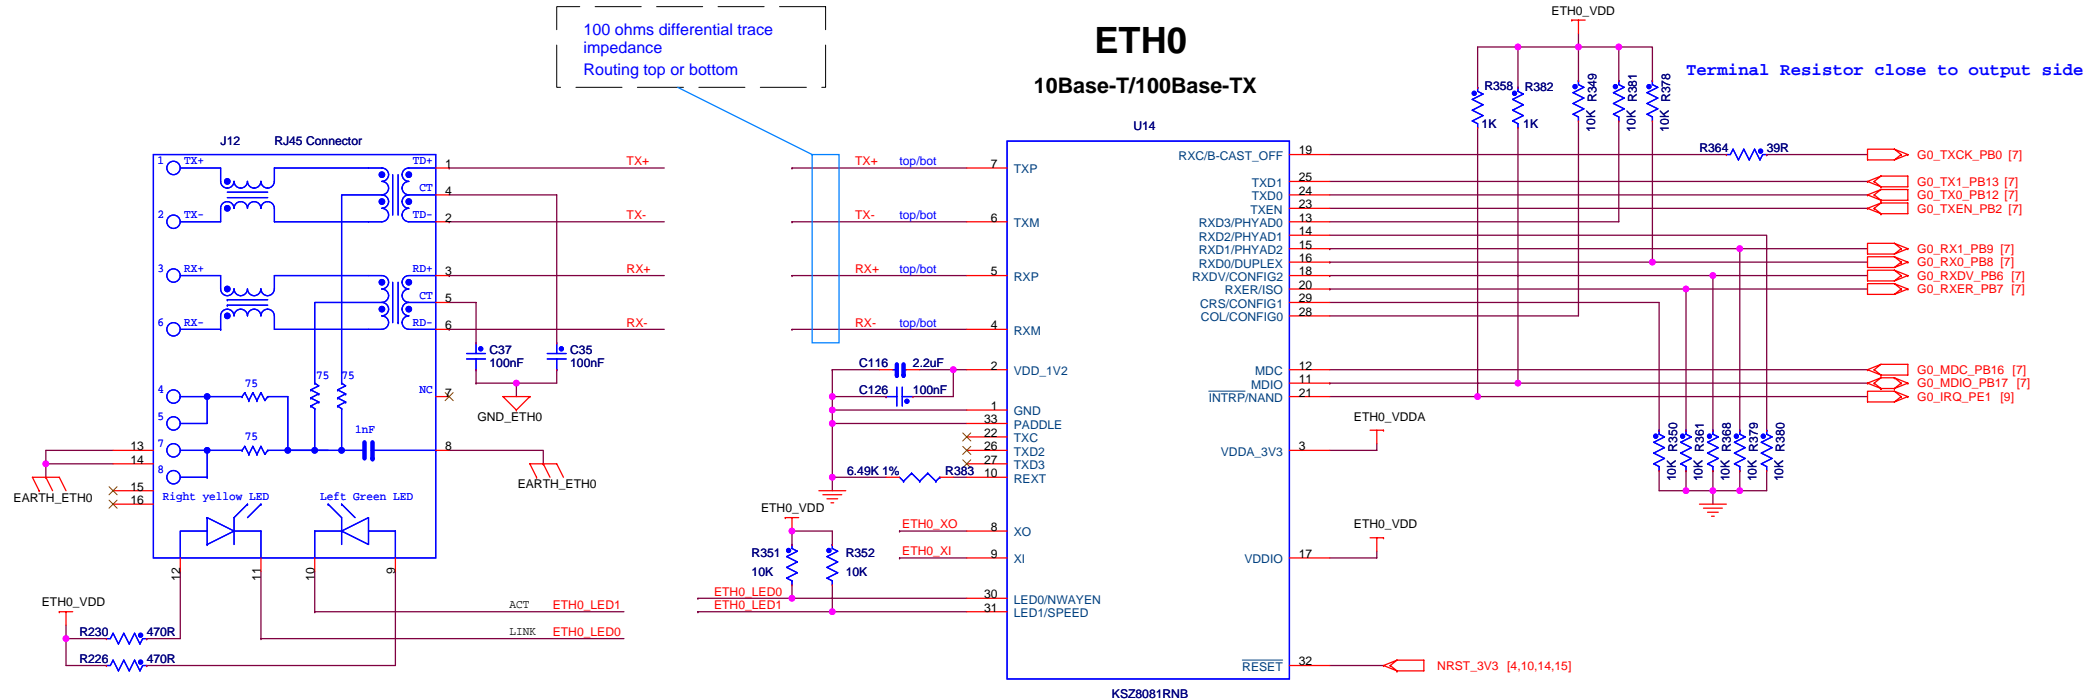 100 ohms differential trace
impedance
Routing top or bottom
ETH0
10Base-T/100Base-TX
ETH0_VDD
Terminal Resistor close to output side
R358
1K
R382
1K
10K R349
10K R381
10K R378
J12 RJ45 Connector
1 TX+ TD+ 1 TX+
CT 4
2 TX- TD- 2 TX-
3 RX+ RD+ 3 RX+
CT 5
6 RX- RD- 6 RX-
C37
100nF
C35
100nF
GND_ETH0
75 75
NC 7
4 75
5
7 75 1nF 8
8
13
14
15
16
EARTH_ETH0
EARTH_ETH0
Right yellow LED Left Green LED
12 11 10 9
ETH0_VDD
R230 470R
R226 470R
ACT ETH0_LED1
LINK ETH0_LED0
U14
TX+ top/bot 7 TXP
TX- top/bot 6 TXM
RX+ top/bot 5 RXP
RX- top/bot 4 RXM
C116 2.2uF 2 VDD_1V2
C126 100nF
1 GND
33 PADDLE
22 TXC
26 TXD2
27 TXD3
6.49K 1% R383 10 REXT
ETH0_VDD
ETH0_XO 8 XO
ETH0_XI 9 XI
R351
10K
R352
10K
ETH0_LED0 30 LED0/NWAYEN
ETH0_LED1 31 LED1/SPEED
RXC/B-CAST_OFF 19 R364 39R G0_TXCK_PB0 [7]
TXD1 25 G0_TX1_PB13 [7]
TXD0 24 G0_TX0_PB12 [7]
TXEN 23 G0_TXEN_PB2 [7]
RXD3/PHYAD0 13
RXD2/PHYAD1 14
RXD1/PHYAD2 15 G0_RX1_PB9 [7]
RXD0/DUPLEX 16 G0_RX0_PB8 [7]
RXDV/CONFIG2 18 G0_RXDV_PB6 [7]
RXER/ISO 20 G0_RXER_PB7 [7]
CRS/CONFIG1 29
COL/CONFIG0 28
MDC 12 G0_MDC_PB16 [7]
MDIO 11 G0_MDIO_PB17 [7]
INTRP/NAND 21 G0_IRQ_PE1 [9]
ETH0_VDDA
VDDA_3V3 3
10K R350
10K R361
10K R368
10K R379
10K R380
ETH0_VDD
VDDIO 17
RESET 32 NRST_3V3 [4,10,14,15]
KSZ8081RNB